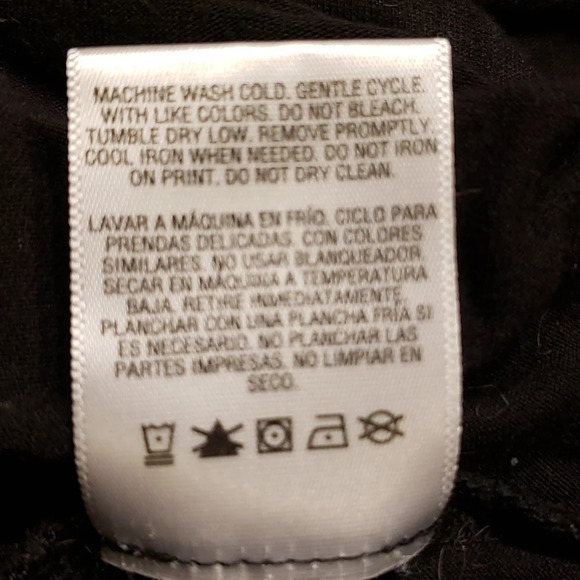 MACHINE WASH COLD. GENTLE CYCLE.
WITH LIKE COLORS. DO NOT BLEACH.
TUMBLE DRY LOW. REMOVE PROMPTLY.
COOL IRON WHEN NEEDED. DO NOT IRON
ON PRINT. DO NOT DRY CLEAN.
LAVAR A MÁQUINA EN FRÍO. CICLO PARA
PRENDAS DELICADAS. CON COLORES
SIMILARES. NO USAR BLANQUEADOR.
SECAR EN MÁQUINA A TEMPERATURA
BAJA. RETIRE INMEDIATAMENTE.
PLANCHAR CON UNA PLANCHA FRÍA SI
ES NECESARIO. NO PLANCHAR LAS
PARTES IMPRESAS. NO LIMPIAR EN
SECO.